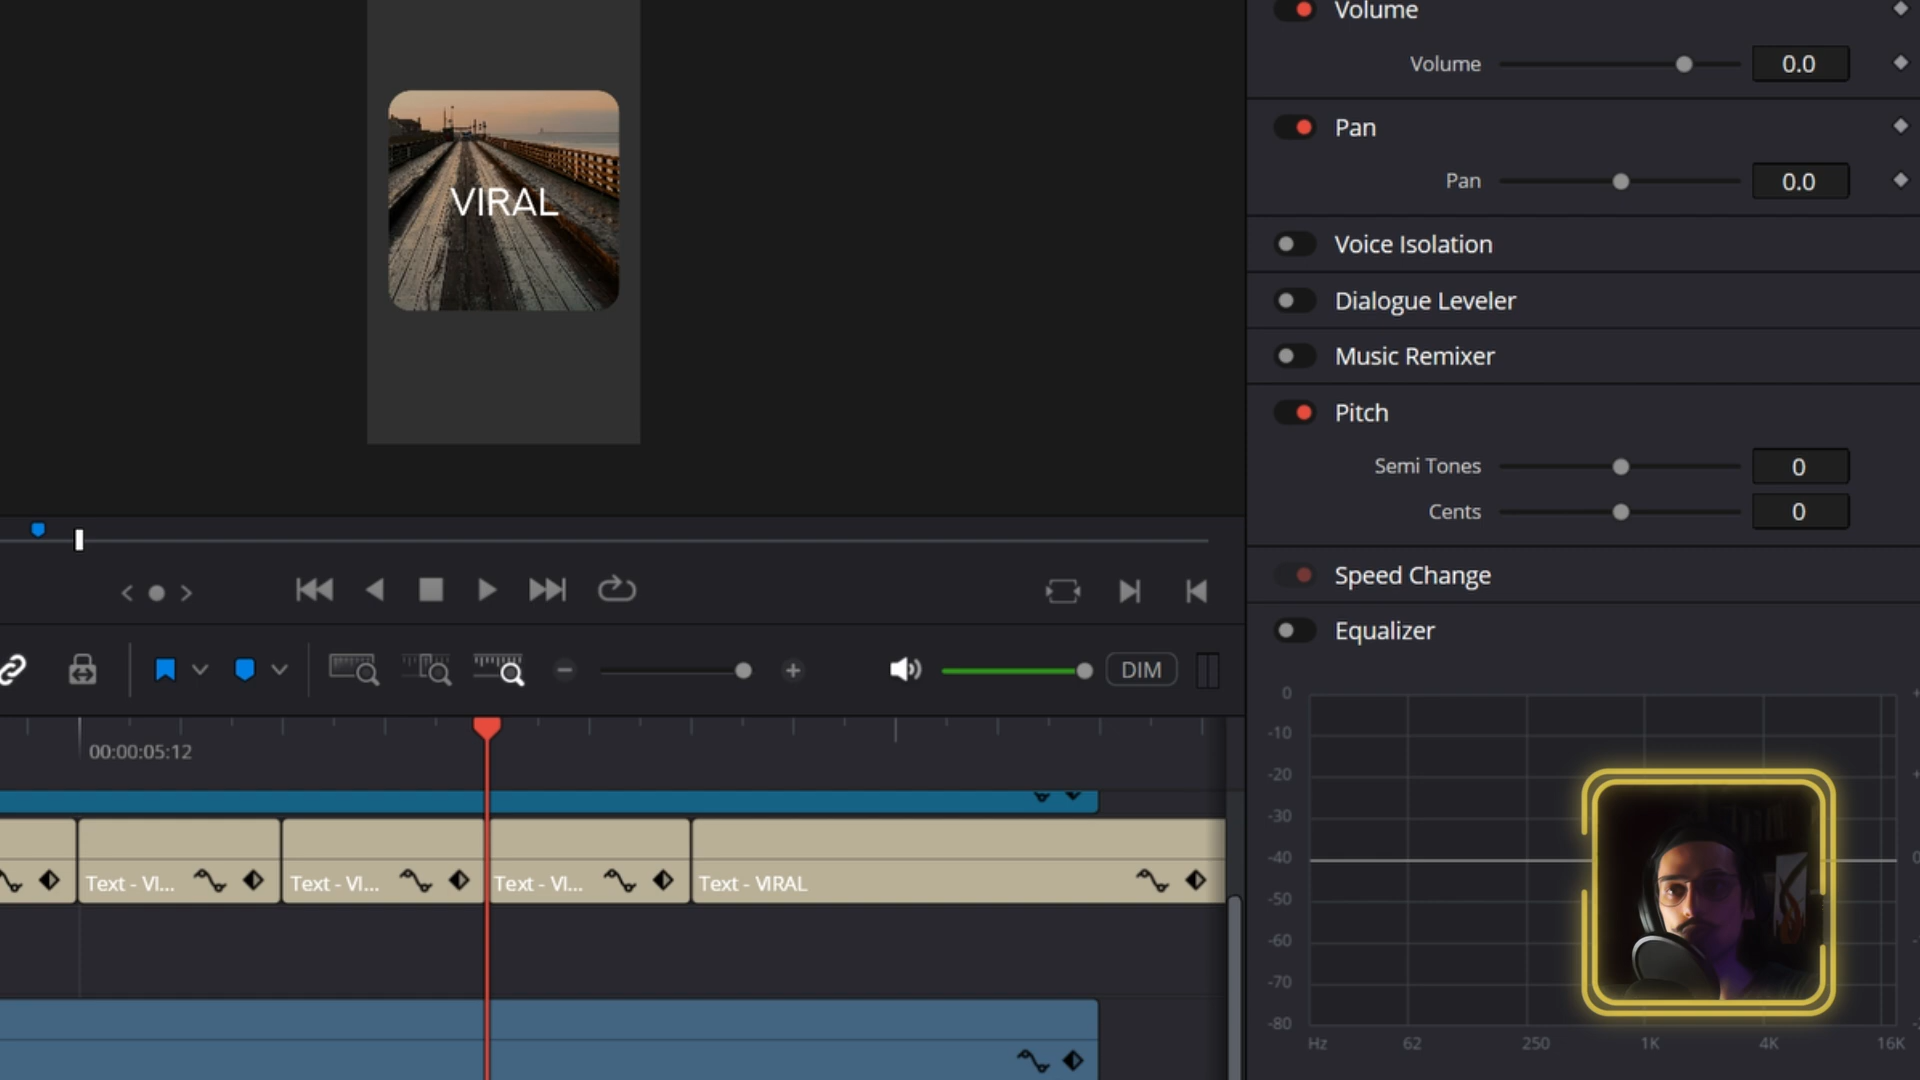 Volume
Volume 0.0
Pan
Pan 0.0
Voice Isolation
Dialogue Leveler
Music Remixer
Pitch
Semi Tones 0
Cents 0
Speed Change
Equalizer
0
-10
-20
-30
-40
-50
-60
-70
-80
Hz 62 250 1K 4K 16K
VIRAL
DIM
00:00:05:12
Text - VI... Text - VI... Text - VI... Text - VIRAL